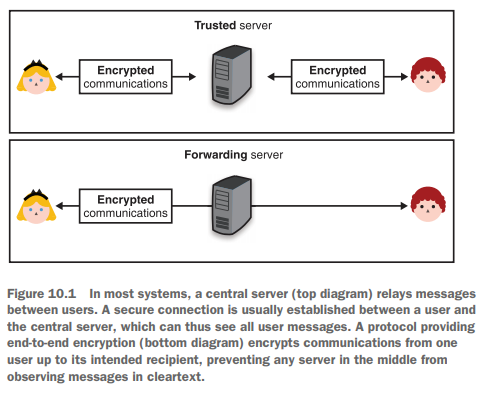 Trusted server
Encrypted
communications
Encrypted
communications
Forwarding server
Encrypted
communications
Figure 10.1 In most systems, a central server (top diagram) relays messages
between users. A secure connection is usually established between a user and
the central server, which can thus see all user messages. A protocol providing
end-to-end encryption (bottom diagram) encrypts communications from one
user up to its intended recipient, preventing any server in the middle from
observing messages in cleartext.